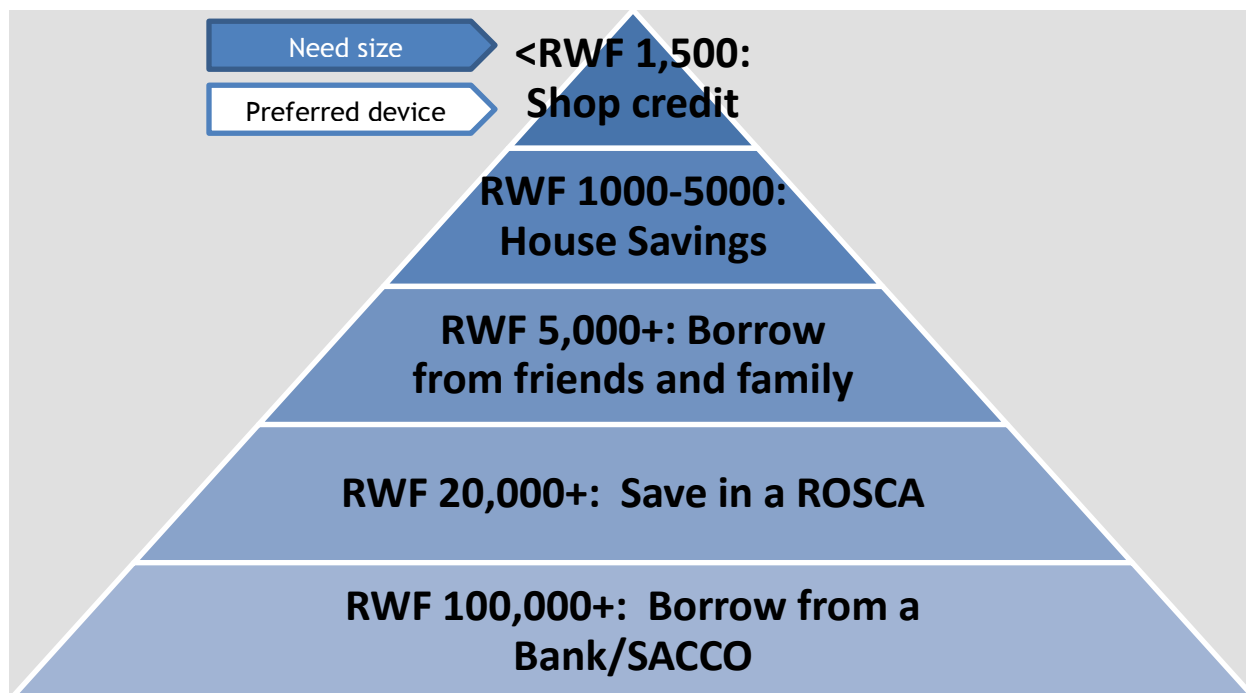 Need size
<RWF 1,500:
Shop credit
Preferred device
RWF 1000-5000:
House Savings
RWF 5,000+: Borrow
from friends and family
RWF 20,000+:  Save in a ROSCA
RWF 100,000+:  Borrow from a
Bank/SACCO